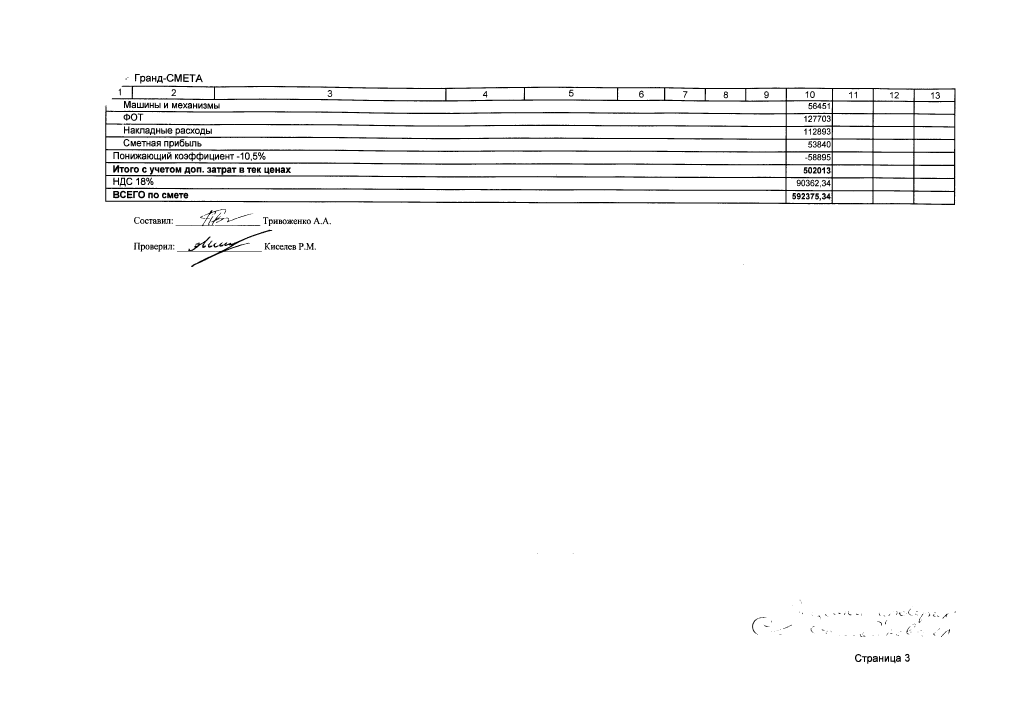 Гранд-СМЕТА
1 2 3 4 5 6 7 8 9 10 11 12 13
Машины и механизмы 56451
ФОТ 127703
Накладные расходы 112893
Сметная прибыль 53840
Понижающий коэффициент -10,5% -58895
Итого с учетом доп. затрат в тек ценах 502013
НДС 18% 90362,34
ВСЕГО по смете 592375,34
Составил: Тривоженко А.А.
Проверил: Киселев Р.М.
Страница 3